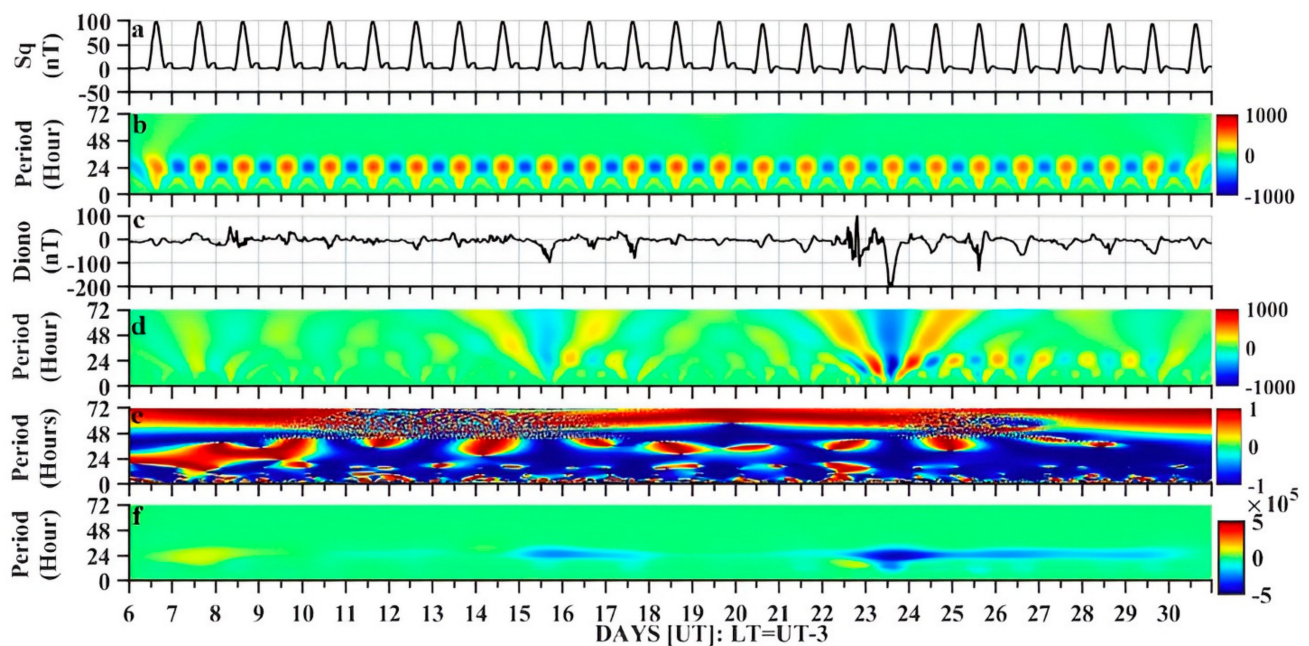 a
Sq
(nT)
100
50
0
-50
b
Period
(Hour)
72
48
24
0
1000
0
-1000
c
Diono
(nT)
100
0
-100
-200
d
Period
(Hour)
72
48
24
0
1000
0
-1000
e
Period
(Hours)
72
48
24
0
1
0
-1
f
Period
(Hour)
72
48
24
0
×10⁵
5
0
-5
6 7 8 9 10 11 12 13 14 15 16 17 18 19 20 21 22 23 24 25 26 27 28 29 30
DAYS [UT]: LT=UT-3